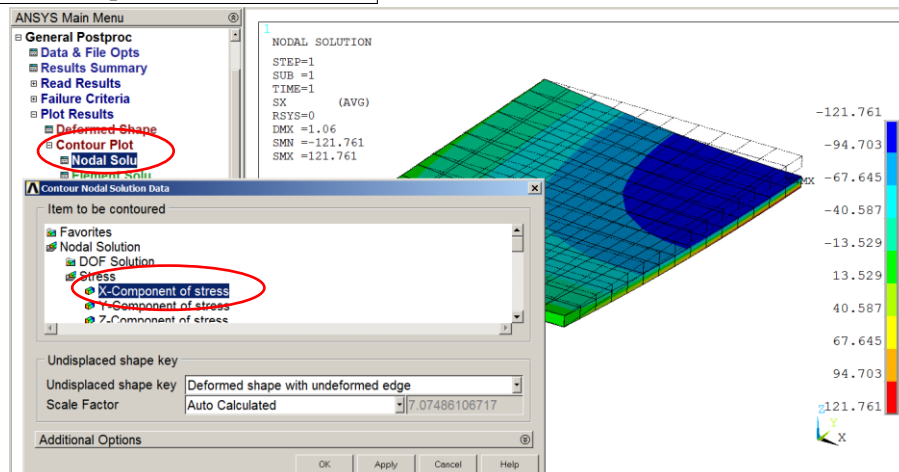 ANSYS Main Menu
General Postproc
Data & File Opts
Results Summary
Read Results
Failure Criteria
Plot Results
Deformed Shape
Contour Plot
Nodal Solu
Element Solu
1
NODAL SOLUTION
STEP=1
SUB =1
TIME=1
SX (AVG)
RSYS=0
DMX =1.06
SMN =-121.761
SMX =121.761
MX
-121.761
-94.703
-67.645
-40.587
-13.529
13.529
40.587
67.645
94.703
121.761
Z
Y
X
Contour Nodal Solution Data
Item to be contoured
Favorites
Nodal Solution
DOF Solution
Stress
X-Component of stress
Y-Component of stress
Z-Component of stress
Undisplaced shape key
Undisplaced shape key Deformed shape with undeformed edge
Scale Factor Auto Calculated 7.07486106717
Additional Options
OK Apply Cancel Help